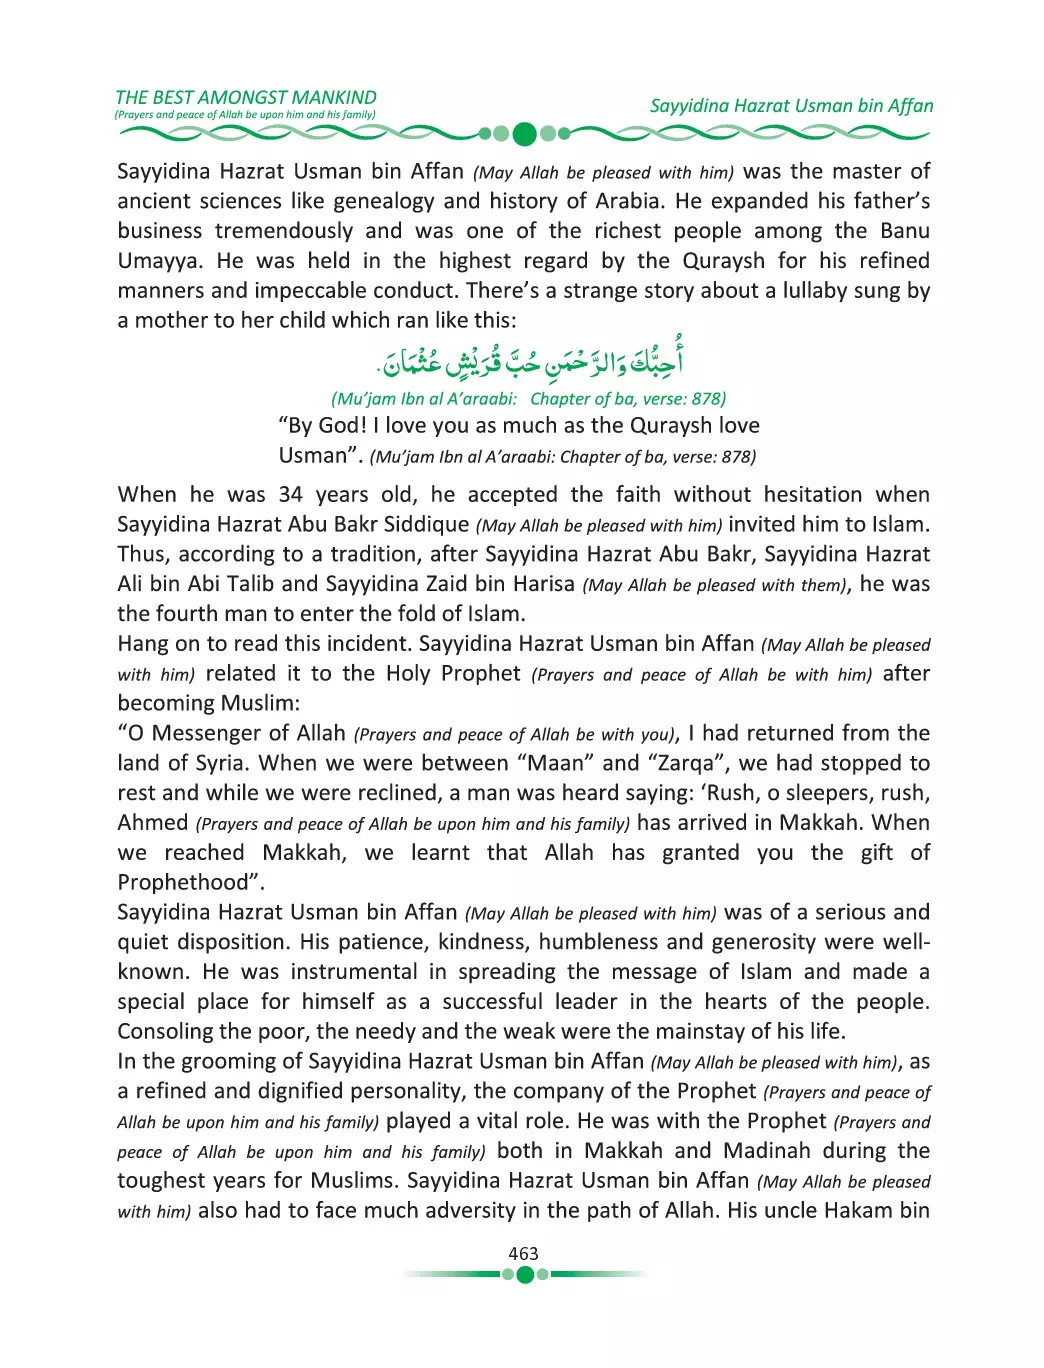 THE BEST AMONGST MANKIND
(Prayers and peace of Allah be upon him and his family)
Sayyidina Hazrat Usman bin Affan
Sayyidina Hazrat Usman bin Affan (May Allah be pleased with him) was the master of
ancient sciences like genealogy and history of Arabia. He expanded his father’s
business tremendously and was one of the richest people among the Banu
Umayya. He was held in the highest regard by the Quraysh for his refined
manners and impeccable conduct. There’s a strange story about a lullaby sung by
a mother to her child which ran like this:
أُحِبُّكَ وَالرَّحْمَنِ حُبَّ قُرَيْشٍ عُثْمَانَ.
(Mu’jam Ibn al A’araabi: Chapter of ba, verse: 878)
“By God! I love you as much as the Quraysh love
Usman”. (Mu’jam Ibn al A’araabi: Chapter of ba, verse: 878)
When he was 34 years old, he accepted the faith without hesitation when
Sayyidina Hazrat Abu Bakr Siddique (May Allah be pleased with him) invited him to Islam.
Thus, according to a tradition, after Sayyidina Hazrat Abu Bakr, Sayyidina Hazrat
Ali bin Abi Talib and Sayyidina Zaid bin Harisa (May Allah be pleased with them), he was
the fourth man to enter the fold of Islam.
Hang on to read this incident. Sayyidina Hazrat Usman bin Affan (May Allah be pleased
with him) related it to the Holy Prophet (Prayers and peace of Allah be with him) after
becoming Muslim:
“O Messenger of Allah (Prayers and peace of Allah be with you), I had returned from the
land of Syria. When we were between “Maan” and “Zarqa”, we had stopped to
rest and while we were reclined, a man was heard saying: ‘Rush, o sleepers, rush,
Ahmed (Prayers and peace of Allah be upon him and his family) has arrived in Makkah. When
we reached Makkah, we learnt that Allah has granted you the gift of
Prophethood”.
Sayyidina Hazrat Usman bin Affan (May Allah be pleased with him) was of a serious and
quiet disposition. His patience, kindness, humbleness and generosity were well-
known. He was instrumental in spreading the message of Islam and made a
special place for himself as a successful leader in the hearts of the people.
Consoling the poor, the needy and the weak were the mainstay of his life.
In the grooming of Sayyidina Hazrat Usman bin Affan (May Allah be pleased with him), as
a refined and dignified personality, the company of the Prophet (Prayers and peace of
Allah be upon him and his family) played a vital role. He was with the Prophet (Prayers and
peace of Allah be upon him and his family) both in Makkah and Madinah during the
toughest years for Muslims. Sayyidina Hazrat Usman bin Affan (May Allah be pleased
with him) also had to face much adversity in the path of Allah. His uncle Hakam bin
463